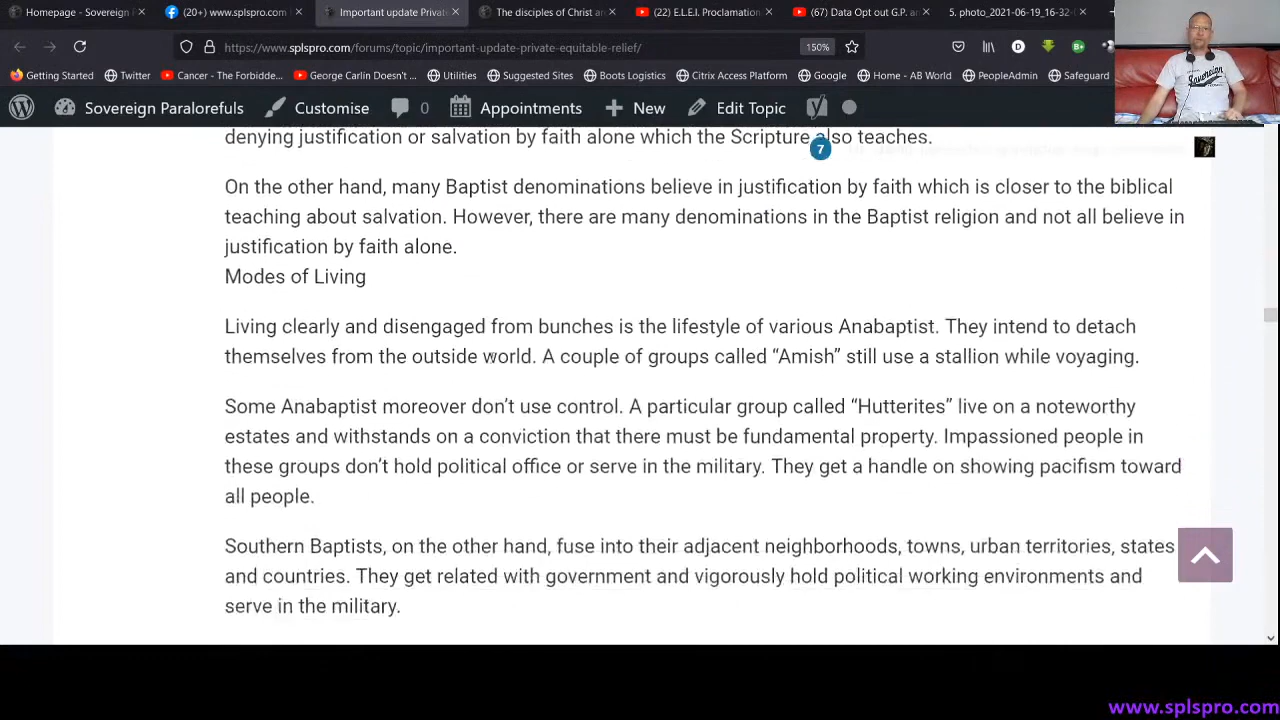 Homepage - Sovereign
(20+) www.splspro.com
Important update Privat
The disciples of Christ ar
(22) E.L.E.I. Proclamation
(67) Data Opt out G.P. a
5. photo_2021-06-19_16-32-
https://www.splspro.com/forums/topic/important-update-private-equitable-relief/
150%
Getting Started
Twitter
Cancer - The Forbidde...
George Carlin Doesn't...
Utilities
Suggested Sites
Boots Logistics
Citrix Access Platform
Google
Home - AB World
PeopleAdmin
Safeguard
Sovereign Paralorefuls
Customise
0
Appointments
New
Edit Topic
Sovereign
denying justification or salvation by faith alone which the Scripture also teaches.
7
On the other hand, many Baptist denominations believe in justification by faith which is closer to the biblical
teaching about salvation. However, there are many denominations in the Baptist religion and not all believe in
justification by faith alone.
Modes of Living
Living clearly and disengaged from bunches is the lifestyle of various Anabaptist. They intend to detach
themselves from the outside world. A couple of groups called “Amish” still use a stallion while voyaging.
Some Anabaptist moreover don’t use control. A particular group called “Hutterites” live on a noteworthy
estates and withstands on a conviction that there must be fundamental property. Impassioned people in
these groups don’t hold political office or serve in the military. They get a handle on showing pacifism toward
all people.
Southern Baptists, on the other hand, fuse into their adjacent neighborhoods, towns, urban territories, states
and countries. They get related with government and vigorously hold political working environments and
serve in the military.
www.splspro.com